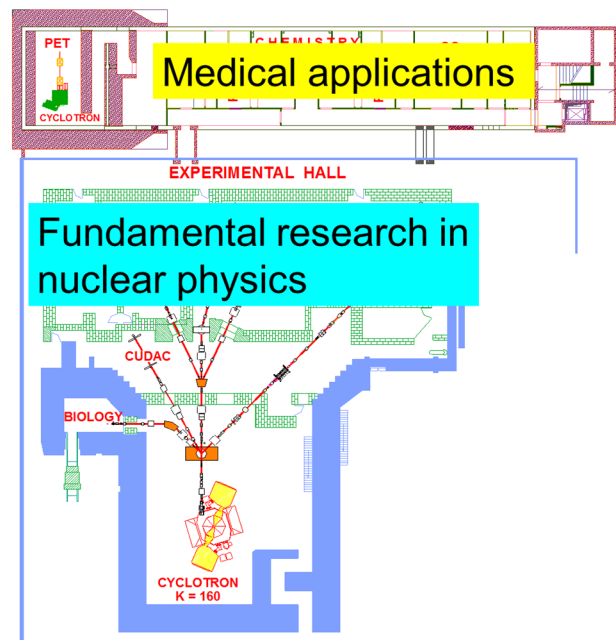 PET
CHEMISTRY
Medical applications
CYCLOTRON
EXPERIMENTAL HALL
Fundamental research in
nuclear physics
CUDAC
BIOLOGY
CYCLOTRON
K = 160